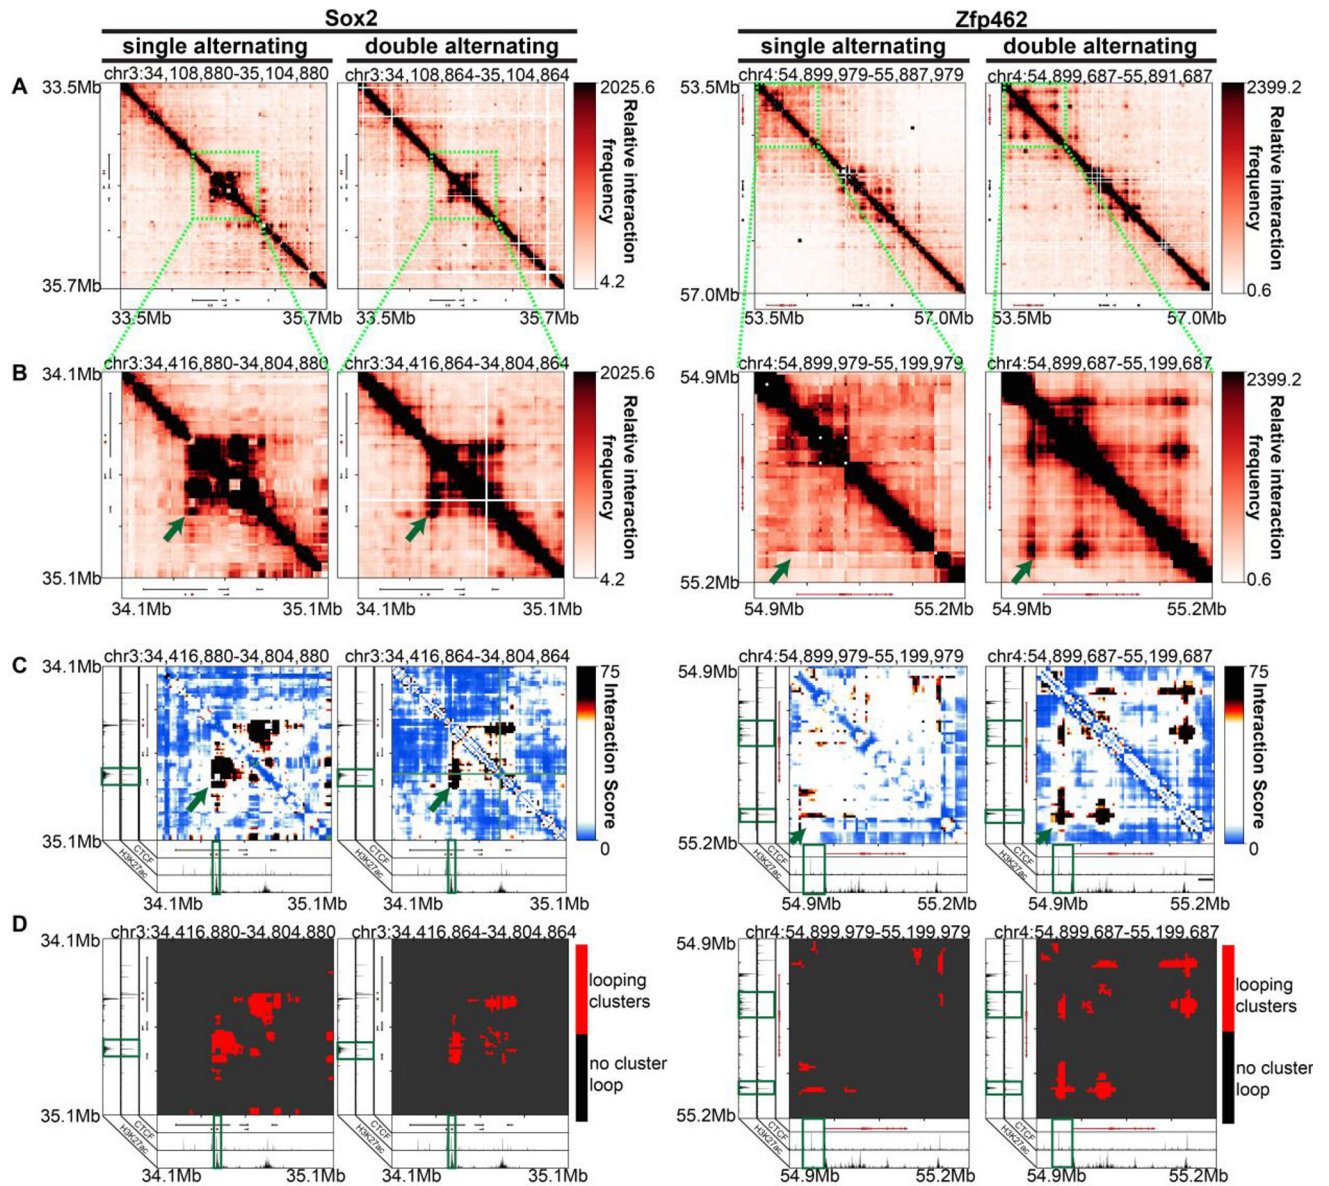 Sox2 Zfp462
single alternating double alternating single alternating double alternating
A
chr3:34,108,880-35,104,880 chr3:34,108,864-35,104,864 chr4:54,899,979-55,887,979 chr4:54,899,687-55,891,687
33.5Mb 2025.6 53.5Mb 2399.2
Relative interaction frequency Relative interaction frequency
35.7Mb 4.2 57.0Mb 0.6
33.5Mb 35.7Mb 33.5Mb 35.7Mb 53.5Mb 57.0Mb 53.5Mb 57.0Mb
B
chr3:34,416,880-34,804,880 chr3:34,416,864-34,804,864 chr4:54,899,979-55,199,979 chr4:54,899,687-55,199,687
34.1Mb 2025.6 54.9Mb 2399.2
Relative interaction frequency Relative interaction frequency
35.1Mb 4.2 55.2Mb 0.6
34.1Mb 35.1Mb 34.1Mb 35.1Mb 54.9Mb 55.2Mb 54.9Mb 55.2Mb
C
chr3:34,416,880-34,804,880 chr3:34,416,864-34,804,864 chr4:54,899,979-55,199,979 chr4:54,899,687-55,199,687
34.1Mb 75 54.9Mb 75
Interaction Score Interaction Score
35.1Mb 0 55.2Mb 0
CTCF CTCF CTCF CTCF
H3K27ac H3K27ac H3K27ac H3K27ac
34.1Mb 35.1Mb 34.1Mb 35.1Mb 54.9Mb 55.2Mb 54.9Mb 55.2Mb
D
chr3:34,416,880-34,804,880 chr3:34,416,864-34,804,864 chr4:54,899,979-55,199,979 chr4:54,899,687-55,199,687
34.1Mb 54.9Mb
looping clusters looping clusters
no cluster loop no cluster loop
35.1Mb 55.2Mb
CTCF CTCF CTCF CTCF
H3K27ac H3K27ac H3K27ac H3K27ac
34.1Mb 35.1Mb 34.1Mb 35.1Mb 54.9Mb 55.2Mb 54.9Mb 55.2Mb